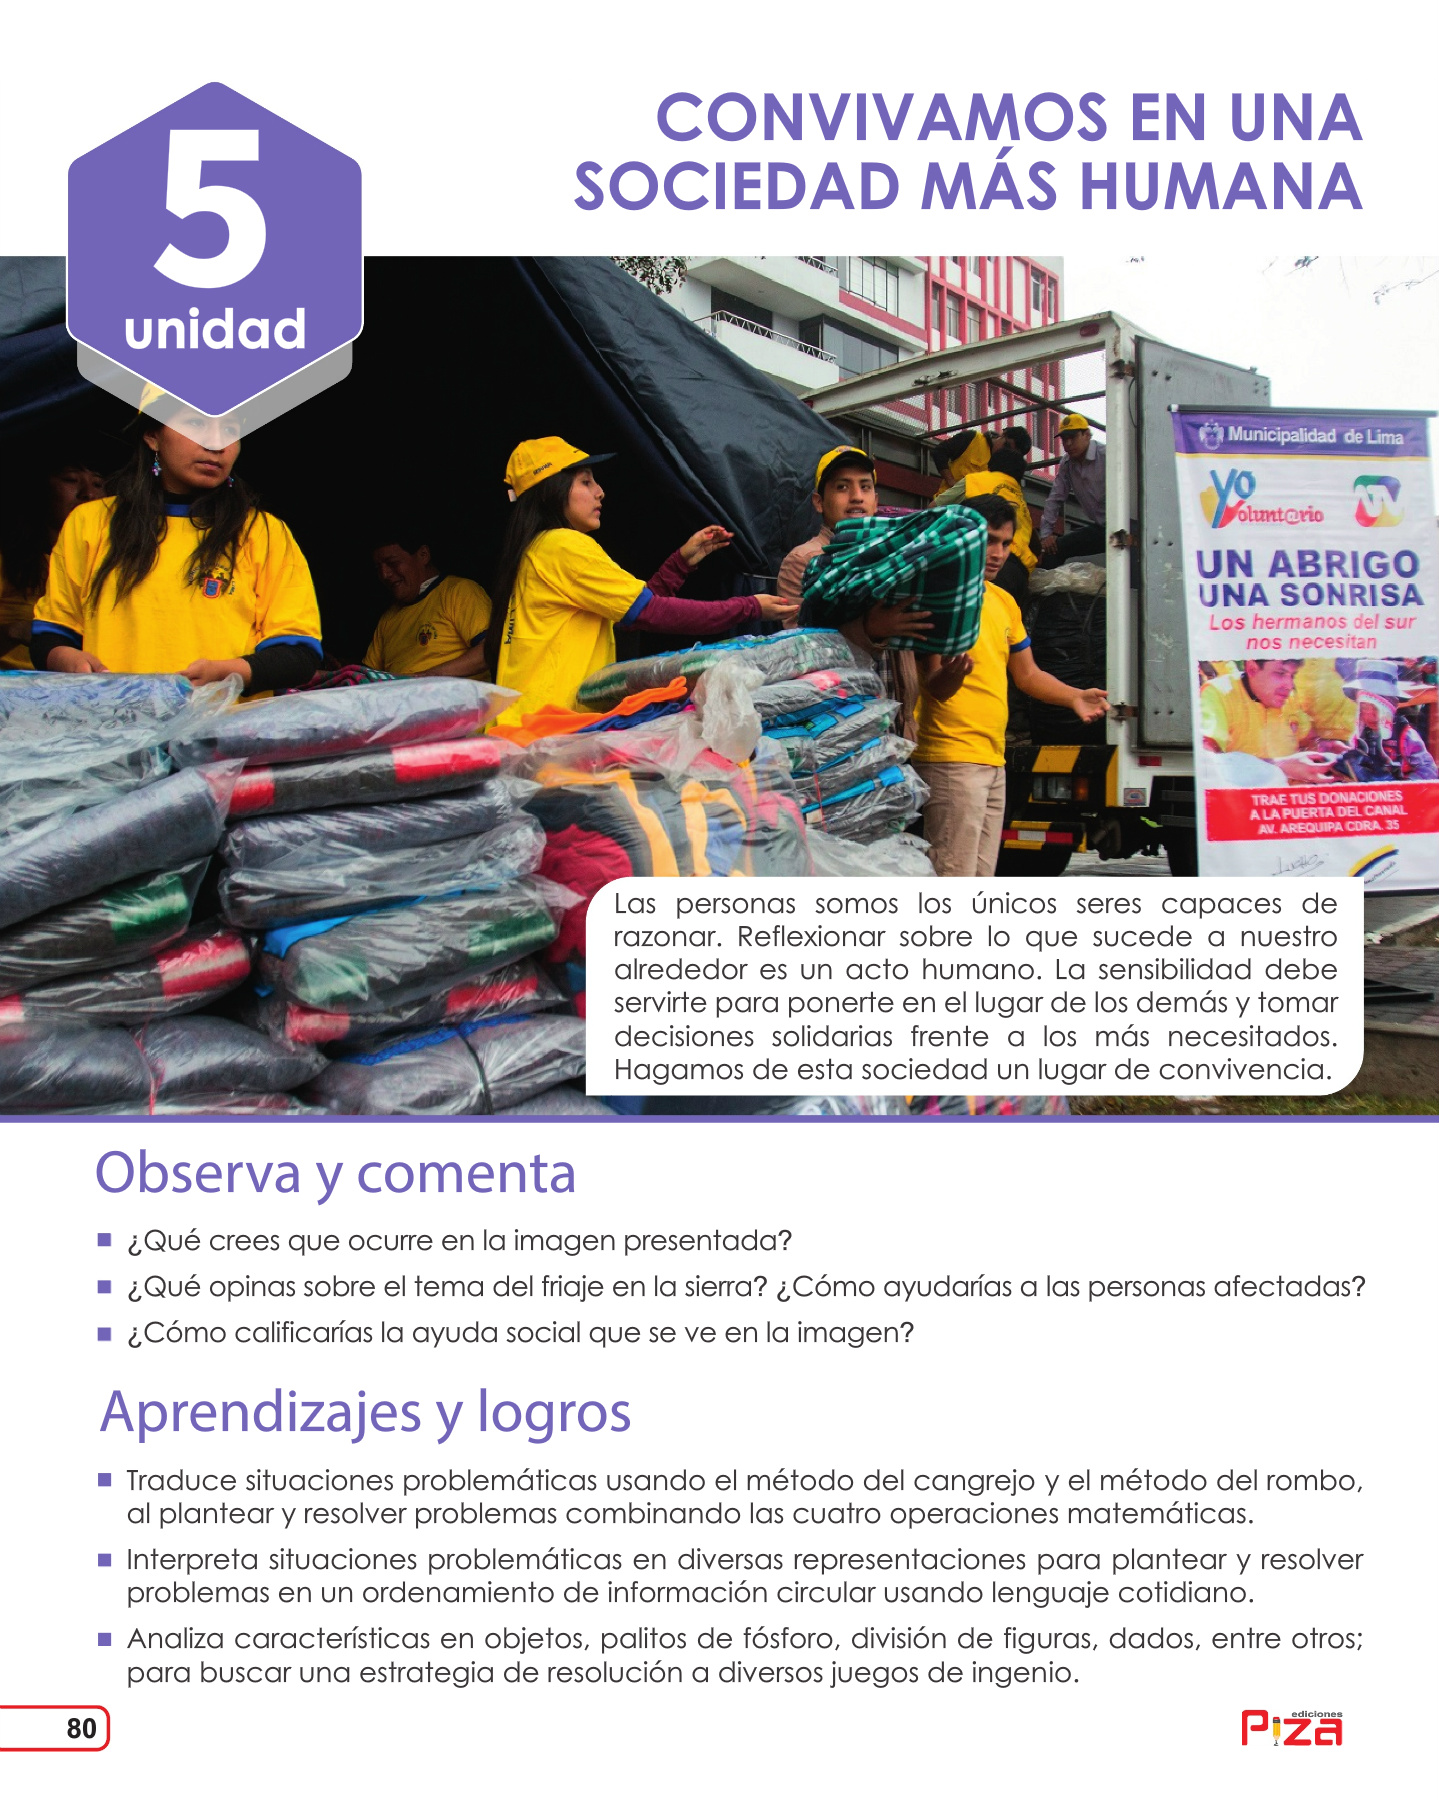 5
unidad
CONVIVAMOS EN UNA
SOCIEDAD MÁS HUMANA
Municipalidad de Lima
yo
volunt@rio
UN ABRIGO
UNA SONRISA
Los hermanos del sur
nos necesitan
TRAE TUS DONACIONES
A LA PUERTA DEL CANAL
AV. AREQUIPA CDRA. 35
Las personas somos los únicos seres capaces de
razonar. Reflexionar sobre lo que sucede a nuestro
alrededor es un acto humano. La sensibilidad debe
servirte para ponerte en el lugar de los demás y tomar
decisiones solidarias frente a los más necesitados.
Hagamos de esta sociedad un lugar de convivencia.
Observa y comenta
¿Qué crees que ocurre en la imagen presentada?
¿Qué opinas sobre el tema del friaje en la sierra? ¿Cómo ayudarías a las personas afectadas?
¿Cómo calificarías la ayuda social que se ve en la imagen?
Aprendizajes y logros
Traduce situaciones problemáticas usando el método del cangrejo y el método del rombo,
al plantear y resolver problemas combinando las cuatro operaciones matemáticas.
Interpreta situaciones problemáticas en diversas representaciones para plantear y resolver
problemas en un ordenamiento de información circular usando lenguaje cotidiano.
Analiza características en objetos, palitos de fósforo, división de figuras, dados, entre otros;
para buscar una estrategia de resolución a diversos juegos de ingenio.
80
ediciones
Piza